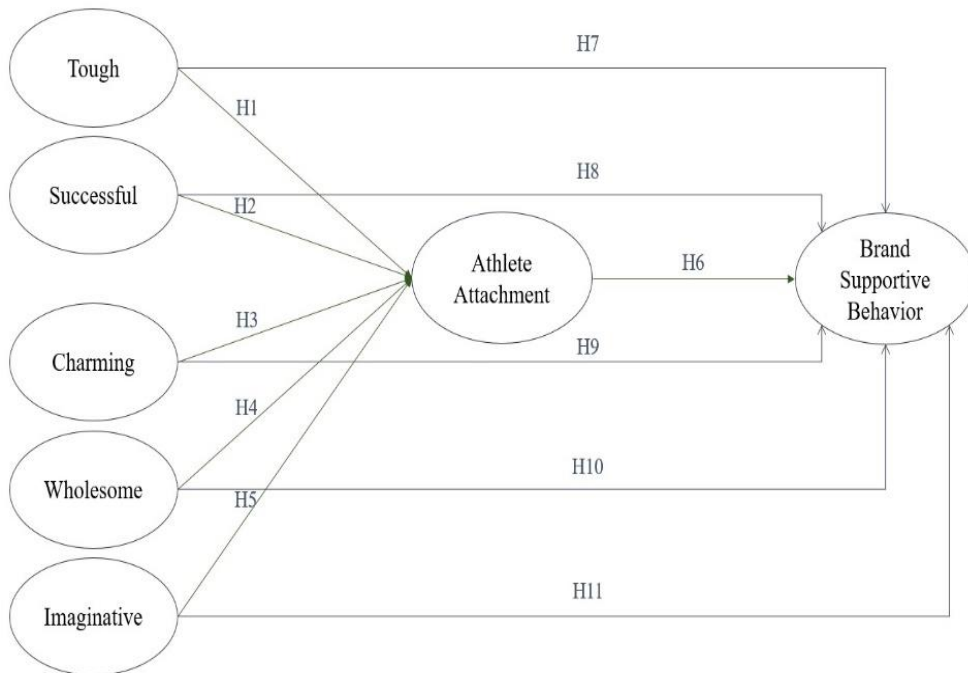 H7
Tough
H1
H8
Successful
H2
Athlete
Attachment
H6
Brand
Supportive
Behavior
H3
H9
Charming
H4
H10
Wholesome
H5
H11
Imaginative